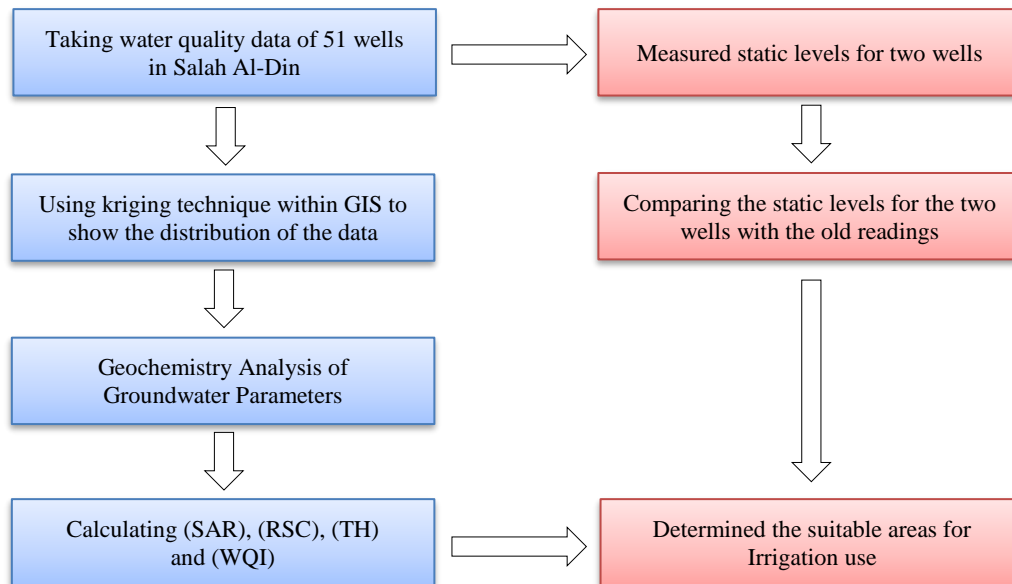 Taking water quality data of 51 wells
in Salah Al-Din
Measured static levels for two wells
Using kriging technique within GIS to
show the distribution of the data
Comparing the static levels for the two
wells with the old readings
Geochemistry Analysis of
Groundwater Parameters
Calculating (SAR), (RSC), (TH)
and (WQI)
Determined the suitable areas for
Irrigation use